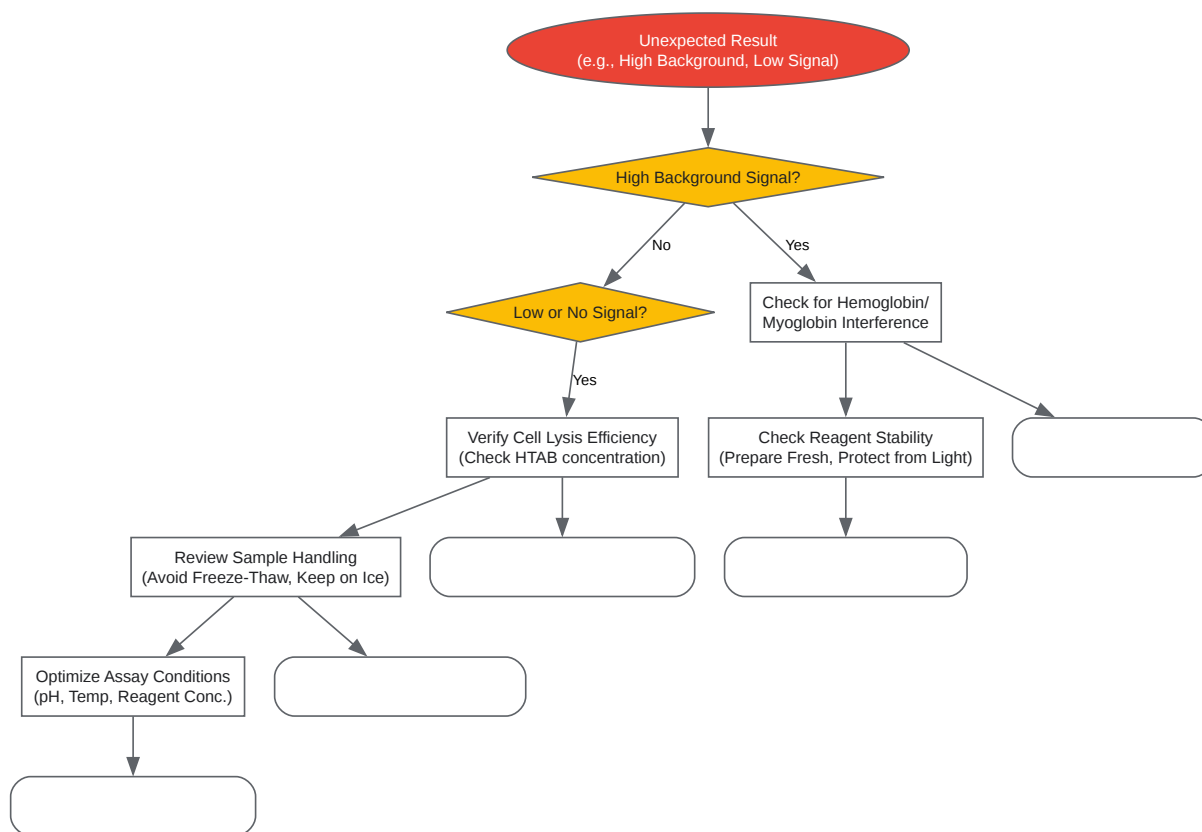 Unexpected Result
(e.g., High Background, Low Signal)
High Background Signal?
No
Yes
Low or No Signal?
Check for Hemoglobin/
Myoglobin Interference
Yes
Verify Cell Lysis Efficiency
(Check HTAB concentration)
Check Reagent Stability
(Prepare Fresh, Protect from Light)
Review Sample Handling
(Avoid Freeze-Thaw, Keep on Ice)
Optimize Assay Conditions
(pH, Temp, Reagent Conc.)